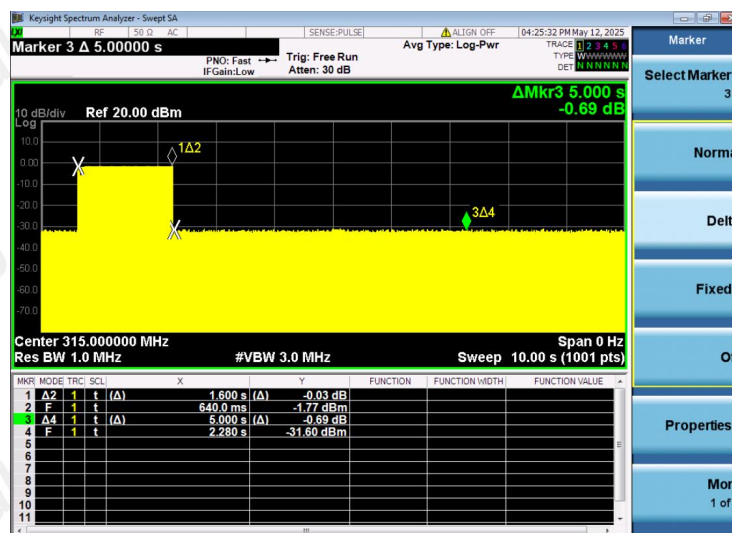 Keysight Spectrum Analyzer - Swept SA
RF 50 Ω AC SENSE:PULSE ALIGN OFF 04:25:32 PM May 12, 2025
Marker 3 Δ 5.00000 s
PNO: Fast
IFGain:Low
Trig: Free Run
Atten: 30 dB
Avg Type: Log-Pwr
TRACE 1 2 3 4 5 6
TYPE WWWWWW
DET N N N N N N
ΔMkr3 5.000 s
-0.69 dB
10 dB/div Ref 20.00 dBm
Log
10.0
0.00
-10.0
-20.0
-30.0
-40.0
-50.0
-60.0
-70.0
1Δ2
3Δ4
Center 315.000000 MHz Span 0 Hz
Res BW 1.0 MHz #VBW 3.0 MHz Sweep 10.00 s (1001 pts)
MKR MODE TRC SCL X Y FUNCTION FUNCTION WIDTH FUNCTION VALUE
1 Δ2 1 t (Δ) 1.600 s (Δ) -0.03 dB
2 F 1 t 640.0 ms -1.77 dBm
3 Δ4 1 t (Δ) 5.000 s (Δ) -0.69 dB
4 F 1 t 2.280 s -31.60 dBm
5
6
7
8
9
10
11
Marker
Select Marker
3
Norma
Delt
Fixed
O
Properties
Mor
1 of